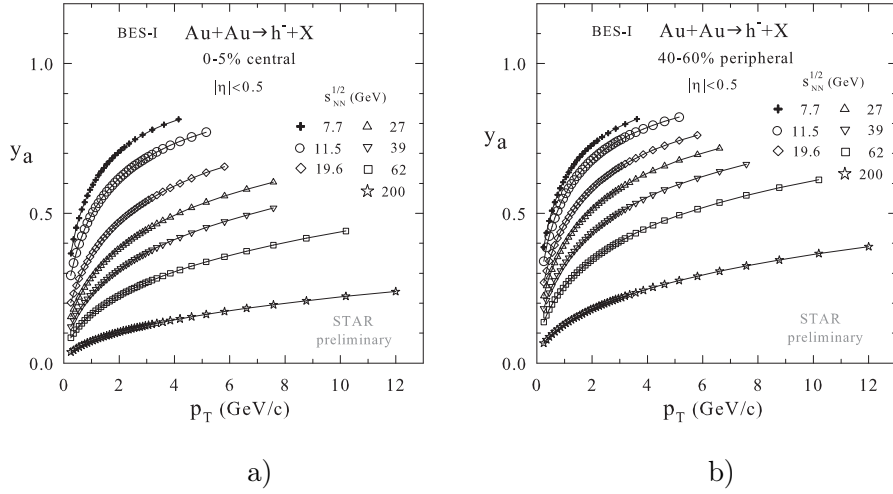 BES-I Au+Au→h⁻+X
0-5% central
|η|<0.5
s_NN^1/2 (GeV)
7.7 27
11.5 39
19.6 62
200
y_a
1.0
0.5
0.0
STAR
preliminary
0 2 4 6 8 10 12
p_T (GeV/c)
a)
BES-I Au+Au→h⁻+X
40-60% peripheral
|η|<0.5
s_NN^1/2 (GeV)
7.7 27
11.5 39
19.6 62
200
y_a
1.0
0.5
0.0
STAR
preliminary
0 2 4 6 8 10 12
p_T (GeV/c)
b)